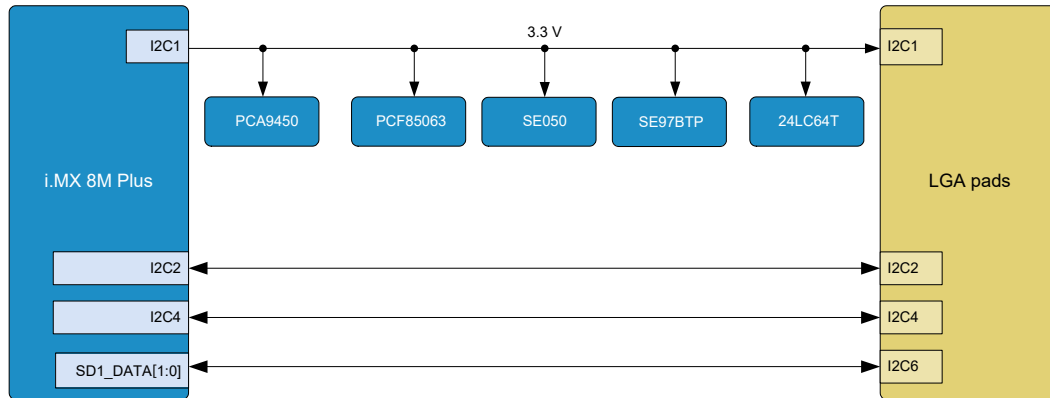 I2C1
3.3 V
I2C1
PCA9450
PCF85063
SE050
SE97BTP
24LC64T
i.MX 8M Plus
LGA pads
I2C2
I2C2
I2C4
I2C4
SD1_DATA[1:0]
I2C6